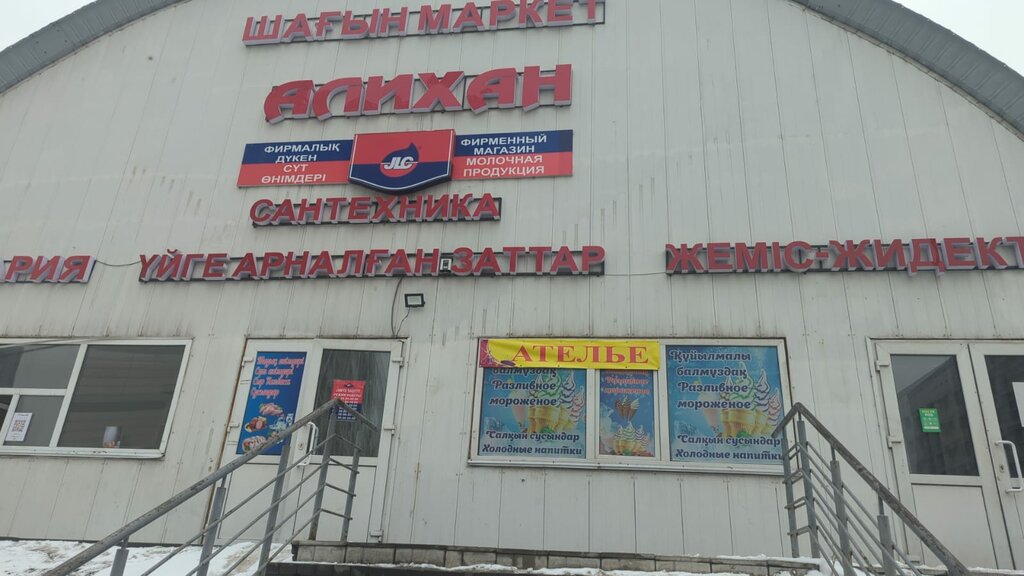 ШАҒЫН МАРКЕТ
АЛИХАН
ФИРМАЛЫҚ
ДҮКЕН
СҮТ
ӨНІМДЕРІ
JLC
ФИРМЕННЫЙ
МАГАЗИН
МОЛОЧНАЯ
ПРОДУКЦИЯ
САНТЕХНИКА
РИЯ
ҮЙГЕ АРНАЛҒАН ЗАТТАР
ЖЕМІС-ЖИДЕКТ
АТЕЛЬЕ
балмұздақ
Разливное
мороженое
Салқын сусындар
Холодные напитки
Құйылмалы
балмұздақ
Разливное
мороженое
Салқын сусындар
Холодные напитки